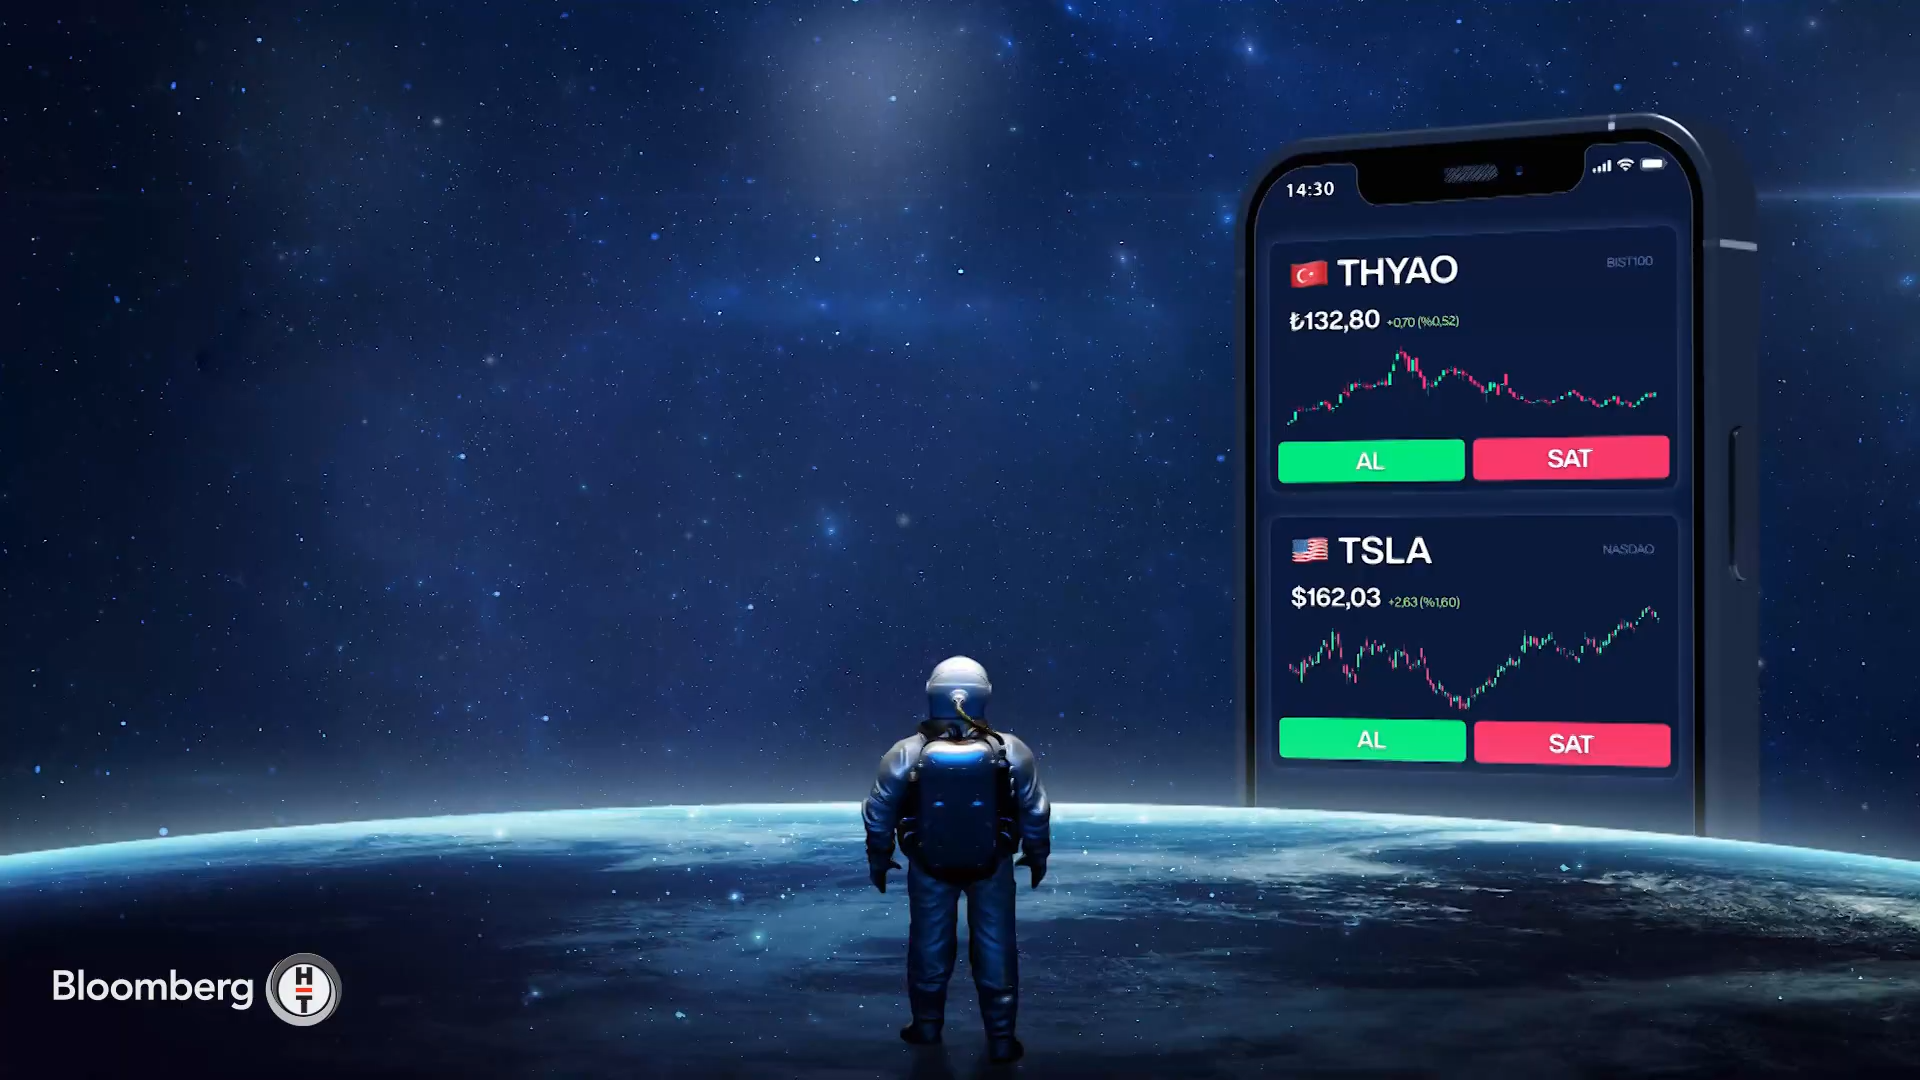 14:30
THYAO
BIST100
₺132,80 +0,70 (%0,52)
AL
SAT
TSLA
NASDAQ
$162,03 +2,63 (%1,60)
AL
SAT
Bloomberg HT